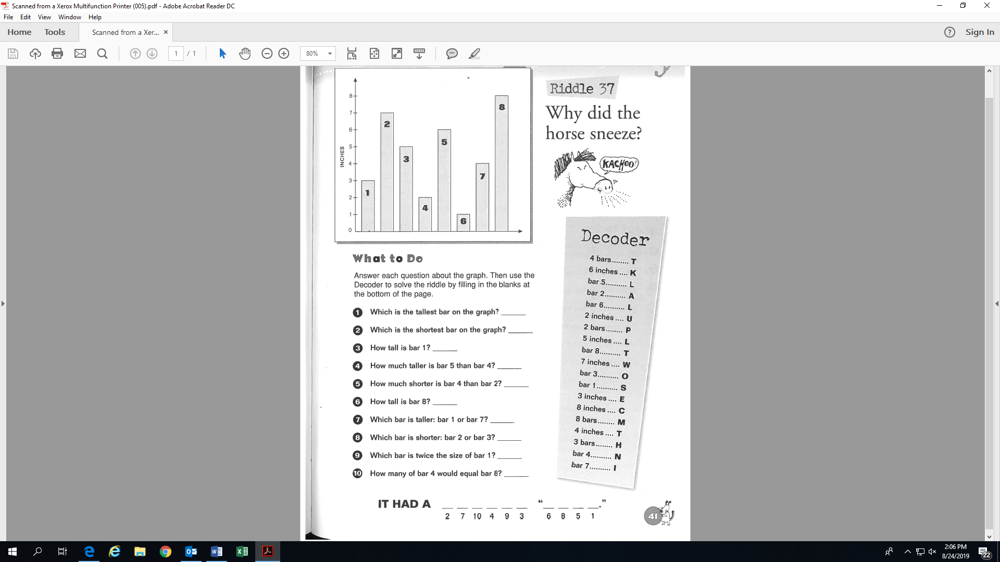 Scanned from a Xerox Multifunction Printer (005).pdf - Adobe Acrobat Reader DC
File Edit View Window Help
Home Tools Scanned from a Xer... × ? Sign In
1 / 1 80%
8
7
6
5
4
3
2
1
0
INCHES
1 2 3 4 5 6 7 8
Riddle 37
Why did the
horse sneeze?
KACHOO!
What to Do
Answer each question about the graph. Then use the
Decoder to solve the riddle by filling in the blanks at
the bottom of the page.
1 Which is the tallest bar on the graph? ______
2 Which is the shortest bar on the graph? ______
3 How tall is bar 1? ______
4 How much taller is bar 5 than bar 4? ______
5 How much shorter is bar 4 than bar 2? ______
6 How tall is bar 8? ______
7 Which bar is taller: bar 1 or bar 7? ______
8 Which bar is shorter: bar 2 or bar 3? ______
9 Which bar is twice the size of bar 1? ______
10 How many of bar 4 would equal bar 8? ______
Decoder
4 bars........ T
6 inches .... K
bar 5.......... L
bar 2.......... A
bar 6.......... L
2 inches .... U
2 bars........ P
5 inches .... L
bar 8.......... T
7 inches .... W
bar 3.......... O
bar 1.......... S
3 inches .... E
8 inches .... C
8 bars........ M
4 inches .... T
3 bars........ H
bar 4.......... N
bar 7.......... I
IT HAD A __ __ __ __ __ __ “__ __ __ __.”
2 7 10 4 9 3 6 8 5 1
41
2:06 PM
8/24/2019
22